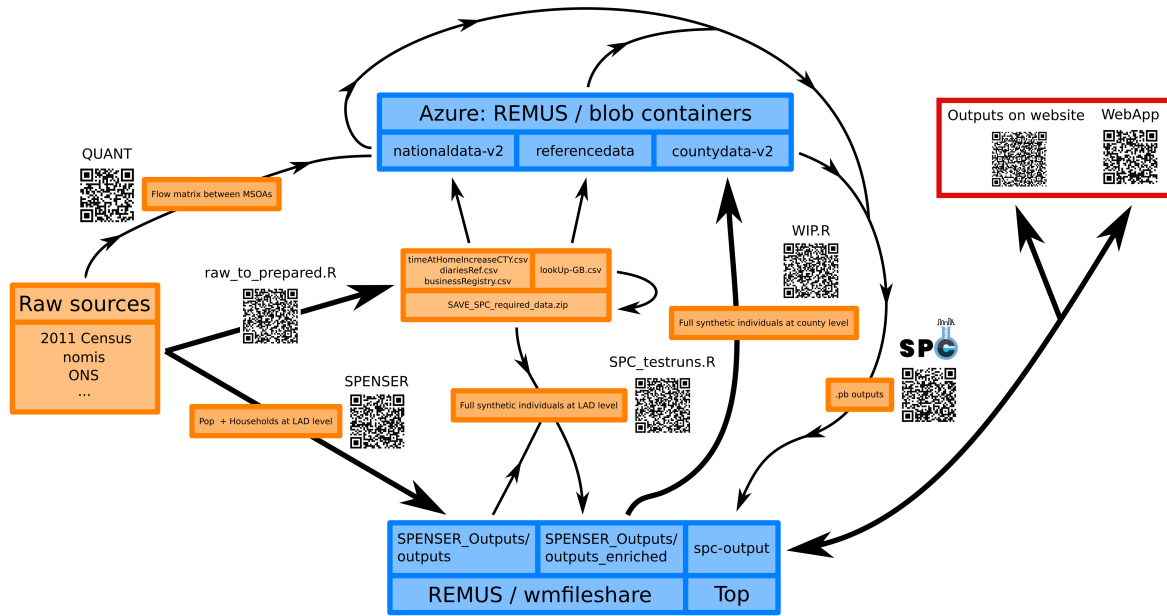 Azure: REMUS / blob containers
nationaldata-v2
referencedata
countydata-v2
Outputs on website
WebApp
QUANT
Flow matrix between MSOAs
raw_to_prepared.R
timeAtHomeIncreaseCTY.csv
diariesRef.csv
businessRegistry.csv
lookUp-GB.csv
SAVE_SPC_required_data.zip
WIP.R
Full synthetic individuals at county level
Raw sources
2011 Census
nomis
ONS
...
SPENSER
Pop + Households at LAD level
Full synthetic individuals at LAD level
SPC_testruns.R
SPC
.pb outputs
SPENSER_Outputs/
outputs
SPENSER_Outputs/
outputs_enriched
spc-output
REMUS / wmfileshare
Top